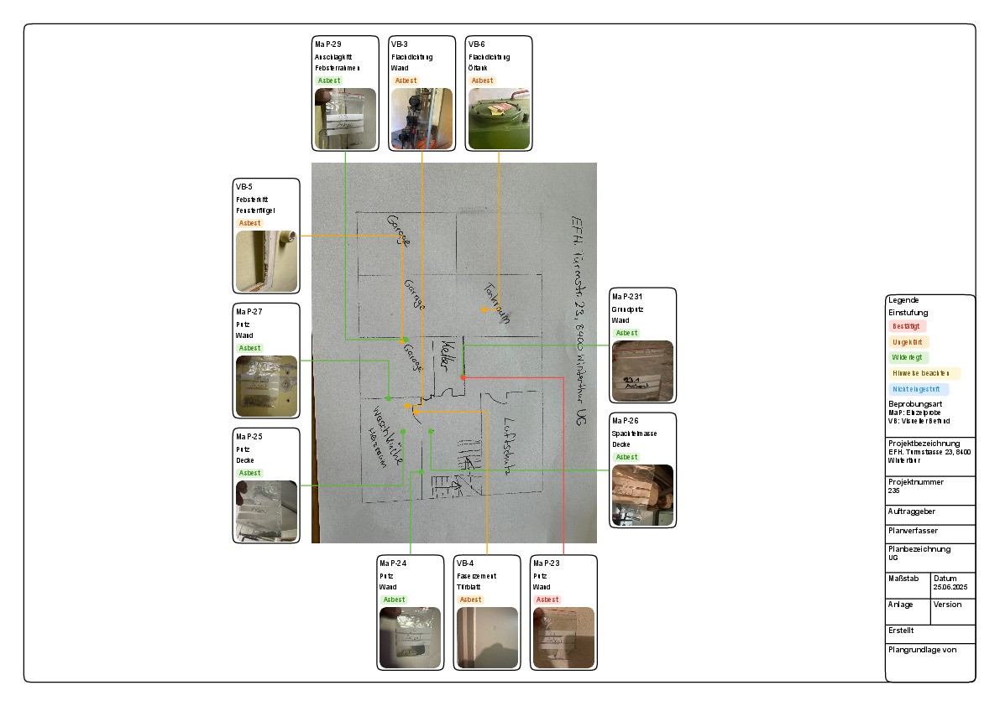 MaP-29
Anschlagkitt
Febsterrahmen
Asbest
VB-3
Flachdichtung
Wand
Asbest
VB-6
Flachdichtung
Öltank
Asbest
VB-5
Febsterkitt
Fensterflügel
Asbest
MaP-27
Putz
Wand
Asbest
MaP-25
Putz
Decke
Asbest
Garage
Garage
Garage
Tankraum
Keller
Waschküche
Heizraum
Luftschutz
EFH. Turmstr. 23, 8400 Winterthur UG
MaP-231
Grundputz
Wand
Asbest
231
Asbest
MaP-26
Spachtelmasse
Decke
Asbest
MaP-24
Putz
Wand
Asbest
VB-4
Faserzement
Türblatt
Asbest
MaP-23
Putz
Wand
Asbest
Legende
Einstufung
Bestätigt
Ungeklärt
Widerlegt
Hinweise beachten
Nicht eingestuft
Beprobungsart
MaP: Einzelprobe
VB: Visueller Befund
Projektbezeichnung
EFH. Turmstrasse 23, 8400
Winterthur
Projektnummer
235
Auftraggeber
Planverfasser
Planbezeichnung
UG
Maßstab
Datum
25.06.2025
Anlage
Version
Erstellt
Plangrundlage von